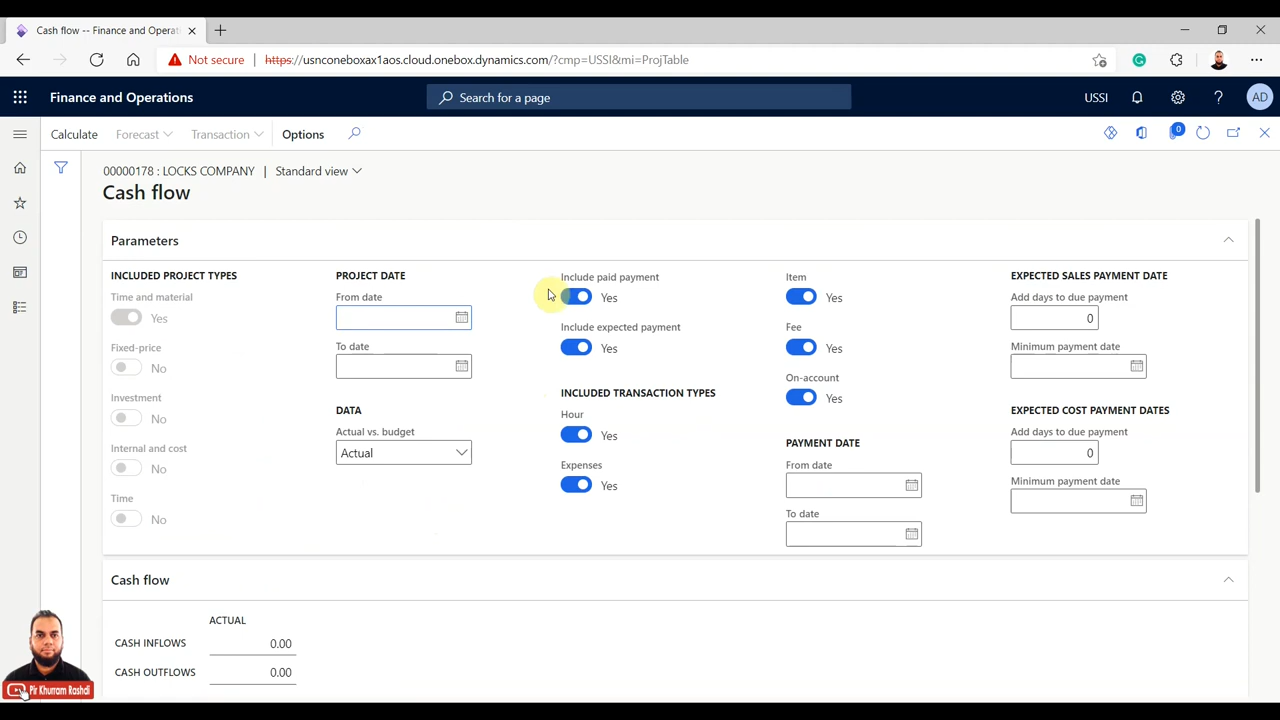 Cash flow -- Finance and Operati
Not secure
https://usnconeboxax1aos.cloud.onebox.dynamics.com/?cmp=USSI&mi=ProjTable
Finance and Operations
Search for a page
USSI
AD
Calculate
Forecast
Transaction
Options
0
00000178 : LOCKS COMPANY | Standard view
Cash flow
Parameters
INCLUDED PROJECT TYPES
Time and material
Yes
Fixed-price
No
Investment
No
Internal and cost
No
Time
No
PROJECT DATE
From date
To date
DATA
Actual vs. budget
Actual
Include paid payment
Yes
Include expected payment
Yes
INCLUDED TRANSACTION TYPES
Hour
Yes
Expenses
Yes
Item
Yes
Fee
Yes
On-account
Yes
PAYMENT DATE
From date
To date
EXPECTED SALES PAYMENT DATE
Add days to due payment
0
Minimum payment date
EXPECTED COST PAYMENT DATES
Add days to due payment
0
Minimum payment date
Cash flow
ACTUAL
CASH INFLOWS 0.00
CASH OUTFLOWS 0.00
Pir Khurram Rashdi